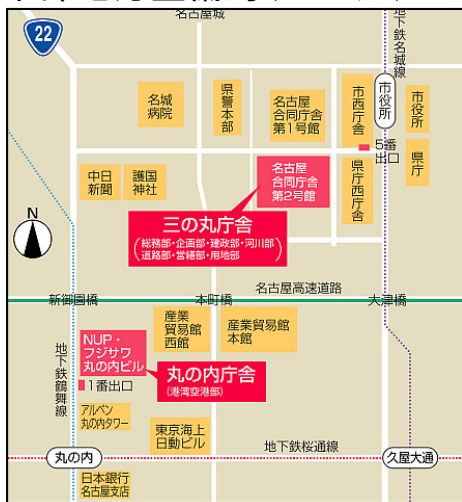 名古屋城
地下鉄名城線
22
名城
病院
県警本部
名古屋
合同庁舎
第1号館
市西庁舎
市役所
市役所
5番
出口
県庁
中日
新聞
護国
神社
名古屋
合同庁舎
第2号館
県庁西庁舎
三の丸庁舎
(総務部・企画部・建政部・河川部
道路部・営繕部・用地部)
N
名古屋高速道路
新御園橋
本町橋
大津橋
産業
貿易館
西館
産業貿易館
本館
NUP・
フジサワ
丸の内ビル
丸の内庁舎
(港湾空港部)
1番出口
地下鉄鶴舞線
アルペン
丸の内タワー
東京海上
日動ビル
地下鉄桜通線
丸の内
久屋大通
日本銀行
名古屋支店